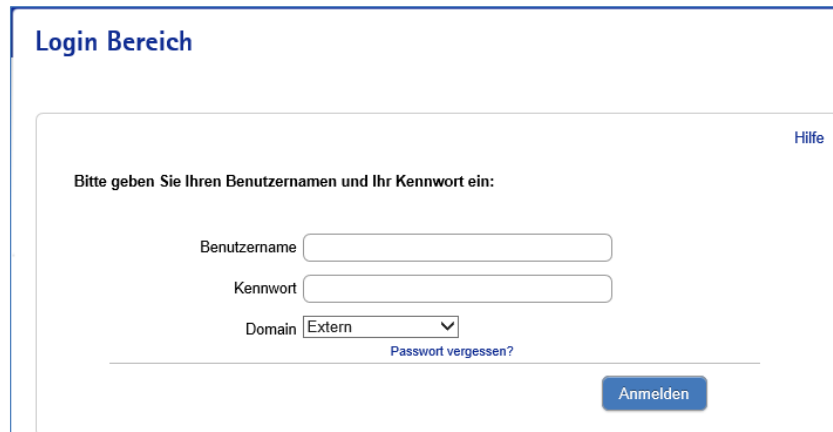 Login Bereich
Hilfe
Bitte geben Sie Ihren Benutzernamen und Ihr Kennwort ein:
Benutzername
Kennwort
Domain Extern
Passwort vergessen?
Anmelden